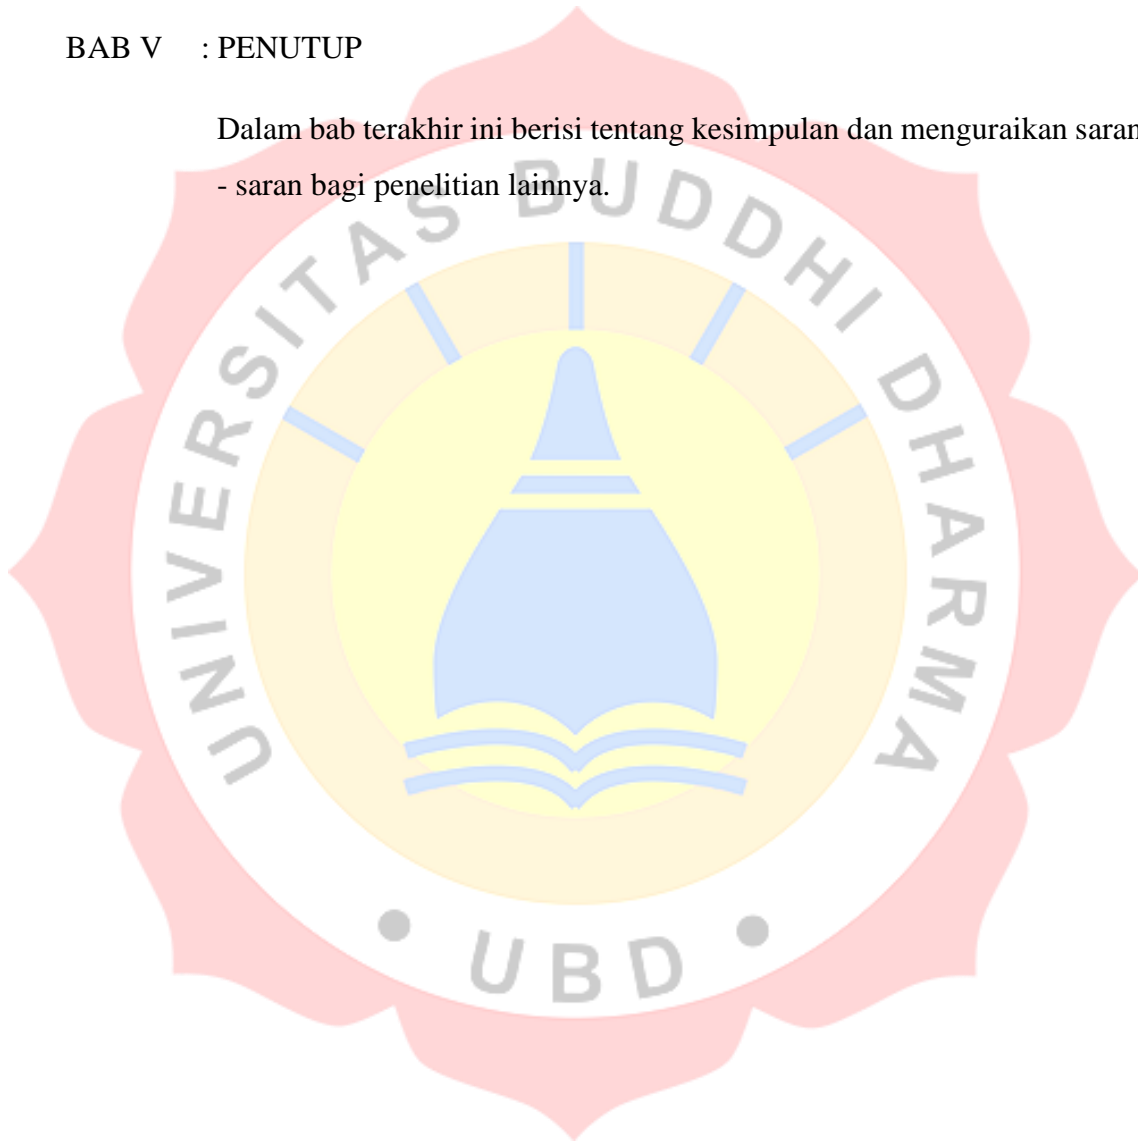 BAB V : PENUTUP
Dalam bab terakhir ini berisi tentang kesimpulan dan menguraikan saran
- saran bagi penelitian lainnya.
UNIVERSITAS BUDDHI DHARMA
• UBD •